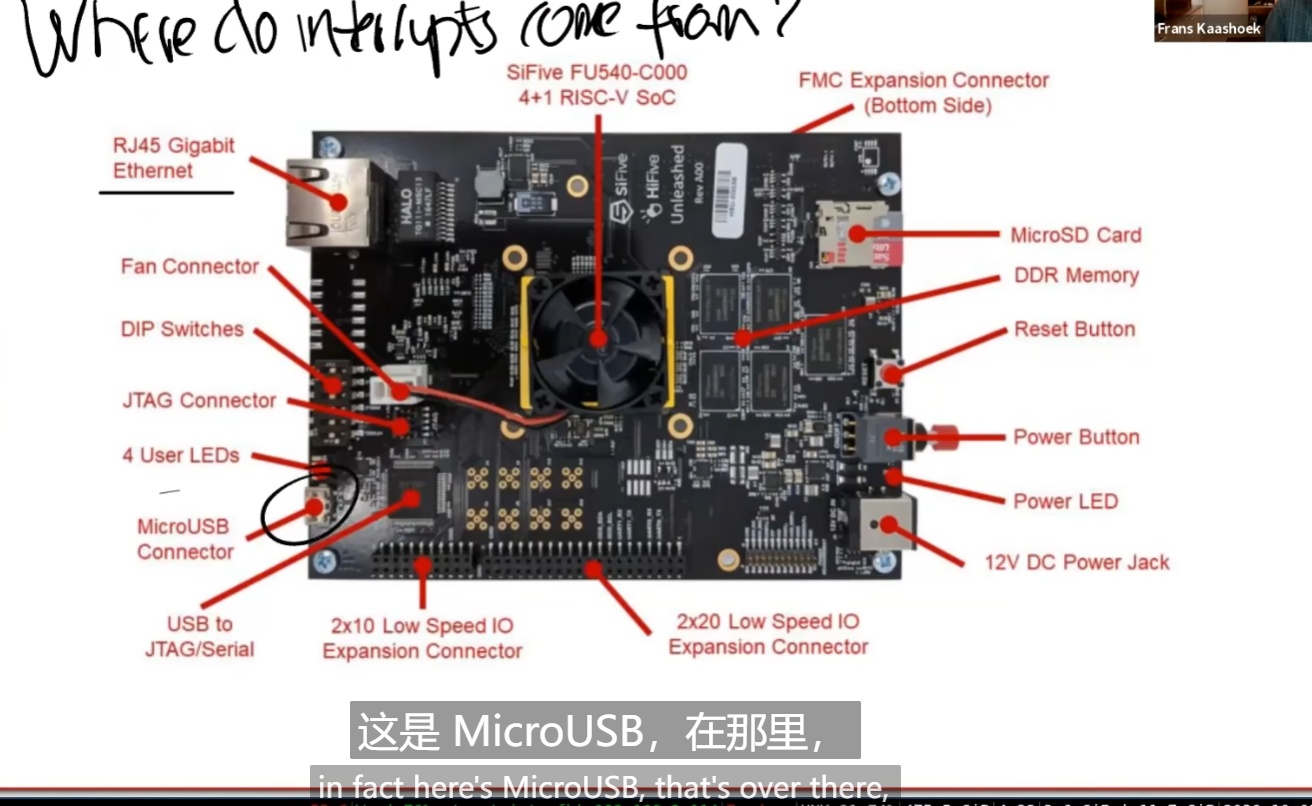 Where do interrupts come from?
Frans Kaashoek
SiFive FU540-C000
4+1 RISC-V SoC
FMC Expansion Connector
(Bottom Side)
RJ45 Gigabit
Ethernet
HALO
SiFive
HiFive
Unleashed
Rev A00
MicroSD Card
Fan Connector
DDR Memory
DIP Switches
Reset Button
RESET
JTAG Connector
Power Button
ON/OFF
4 User LEDs
Power LED
MicroUSB
Connector
12V DC Power Jack
USB to
JTAG/Serial
2x10 Low Speed IO
Expansion Connector
2x20 Low Speed IO
Expansion Connector
这是 MicroUSB，在那里，
in fact here's MicroUSB, that's over there,